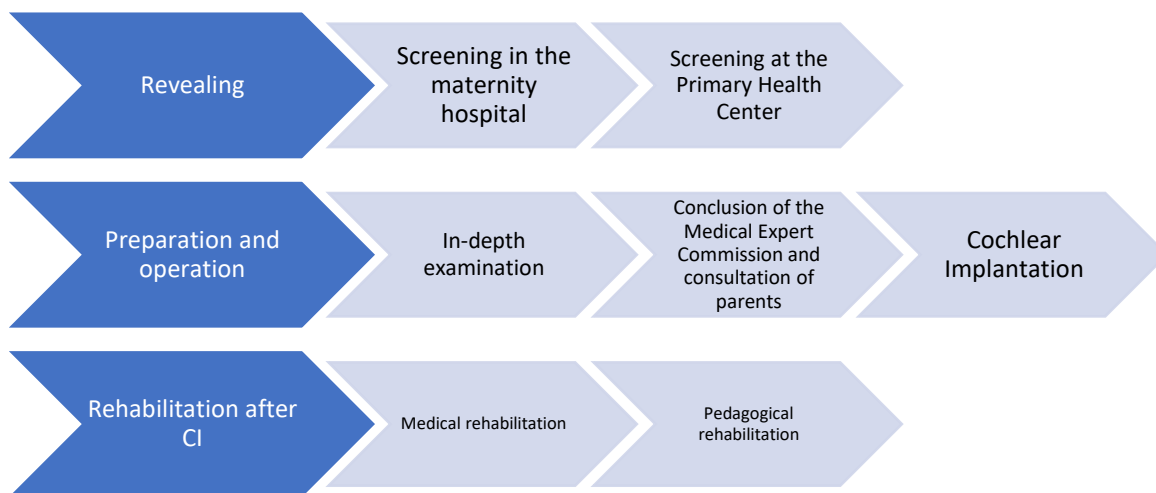 Revealing
Screening in the
maternity
hospital
Screening at the
Primary Health
Center
Preparation and
operation
In-depth
examination
Conclusion of the
Medical Expert
Commission and
consultation of
parents
Cochlear
Implantation
Rehabilitation after
CI
Medical rehabilitation
Pedagogical
rehabilitation